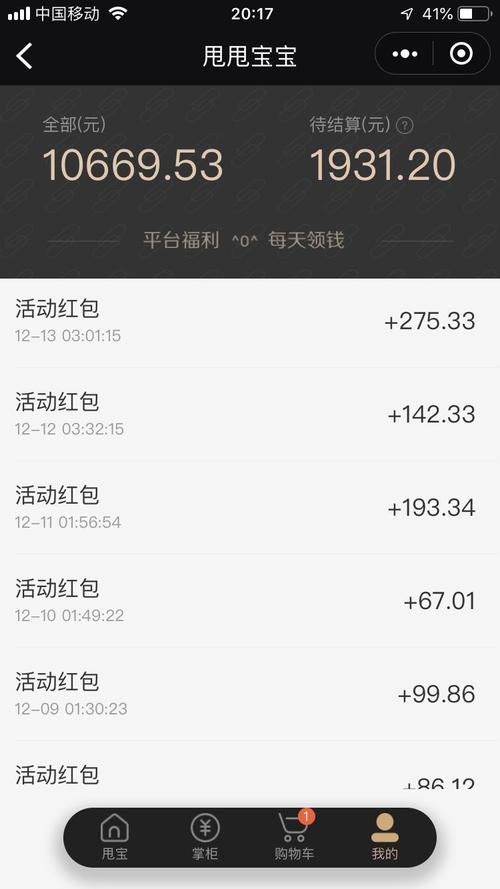 中国移动 20:17 41%
甩甩宝宝
全部(元) 待结算(元) ?
10669.53 1931.20
平台福利 ^0^ 每天领钱
活动红包
+275.33
12-13 03:01:15
活动红包
+142.33
12-12 03:32:15
活动红包
+193.34
12-11 01:56:54
活动红包
+67.01
12-10 01:49:22
活动红包
+99.86
12-09 01:30:23
活动红包
+86.12
1
甩宝 掌柜 购物车 我的